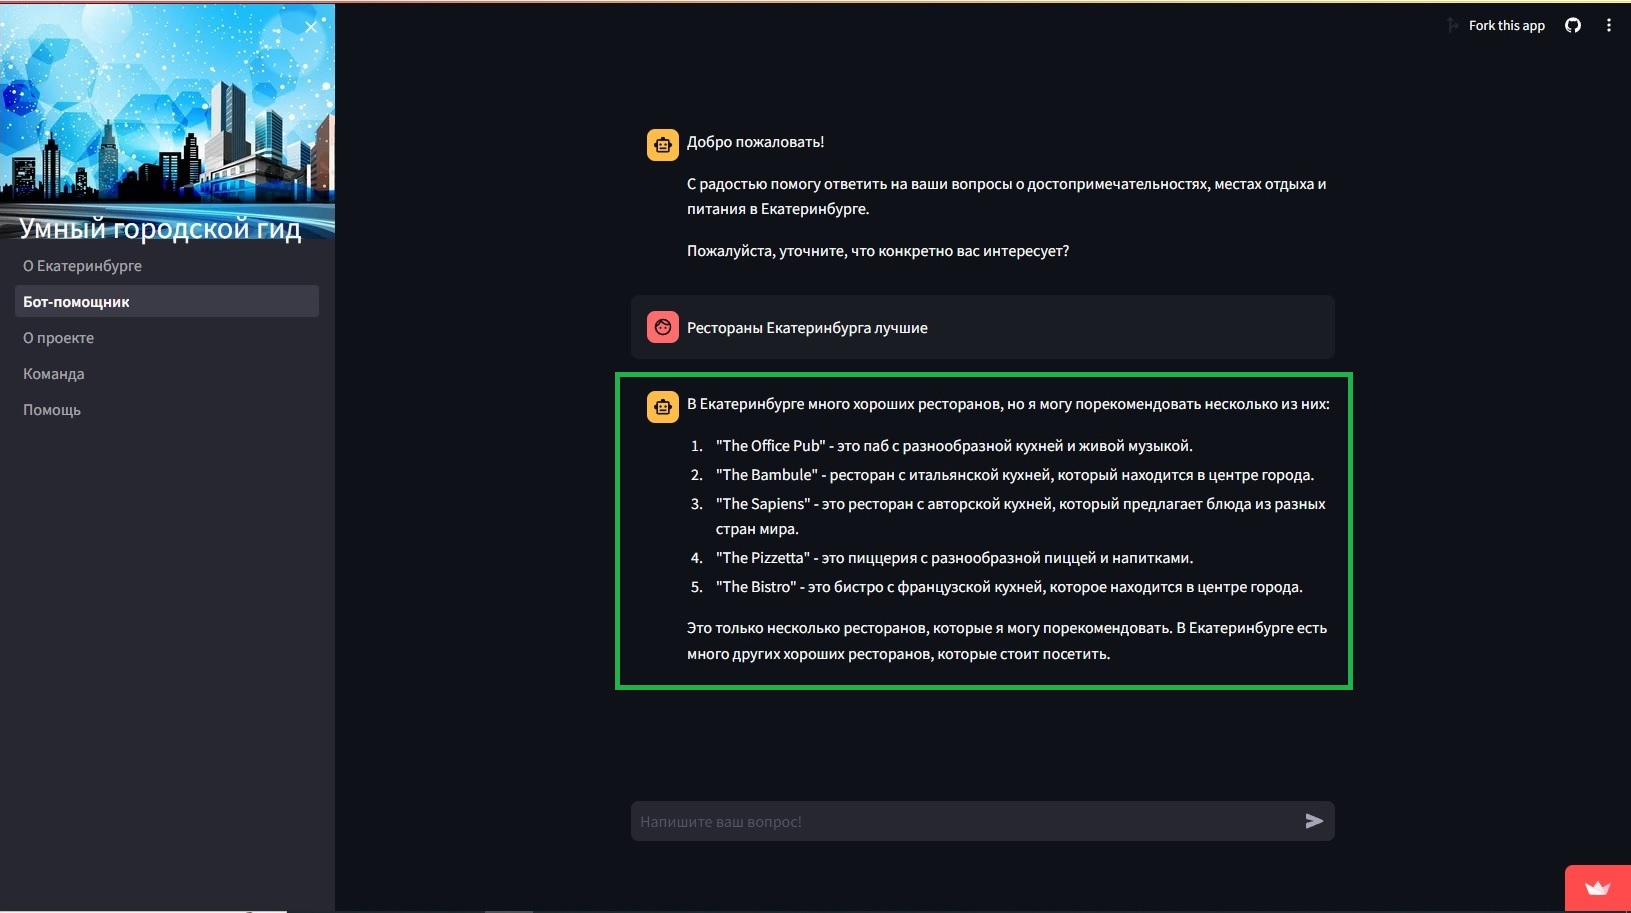 Fork this app
Умный городской гид
О Екатеринбурге
Бот-помощник
О проекте
Команда
Помощь
Добро пожаловать!
С радостью помогу ответить на ваши вопросы о достопримечательностях, местах отдыха и
питания в Екатеринбурге.
Пожалуйста, уточните, что конкретно вас интересует?
Рестораны Екатеринбурга лучшие
В Екатеринбурге много хороших ресторанов, но я могу порекомендовать несколько из них:
1. "The Office Pub" - это паб с разнообразной кухней и живой музыкой.
2. "The Bambule" - ресторан с итальянской кухней, который находится в центре города.
3. "The Sapiens" - это ресторан с авторской кухней, который предлагает блюда из разных
стран мира.
4. "The Pizzetta" - это пиццерия с разнообразной пиццей и напитками.
5. "The Bistro" - это бистро с французской кухней, которое находится в центре города.
Это только несколько ресторанов, которые я могу порекомендовать. В Екатеринбурге есть
много других хороших ресторанов, которые стоит посетить.
Напишите ваш вопрос!